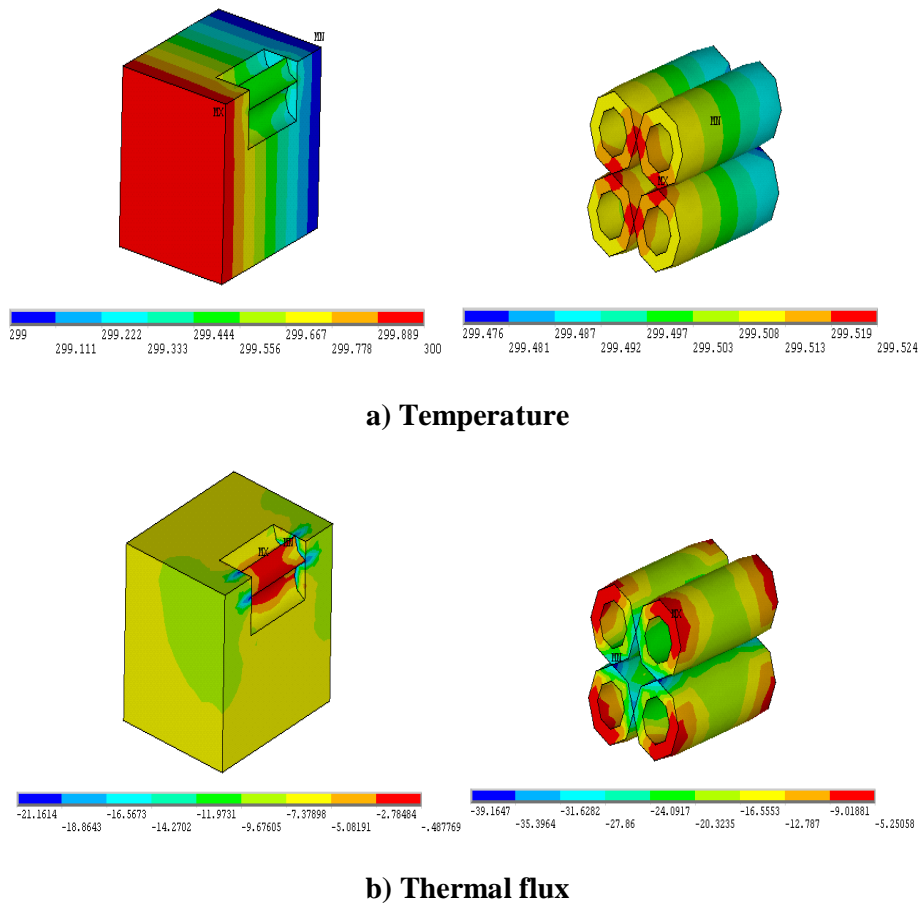 MN
MX
MN
MX
299 299.222 299.444 299.667 299.889
299.111 299.333 299.556 299.778 300
299.476 299.487 299.497 299.508 299.519
299.481 299.492 299.503 299.513 299.524
a) Temperature
MX MN
MX
MN
-21.1614 -16.5673 -11.9731 -7.37898 -2.78484
-18.8643 -14.2702 -9.67605 -5.08191 -.487769
-39.1647 -31.6282 -24.0917 -16.5553 -9.01881
-35.3964 -27.86 -20.3235 -12.787 -5.25058
b) Thermal flux